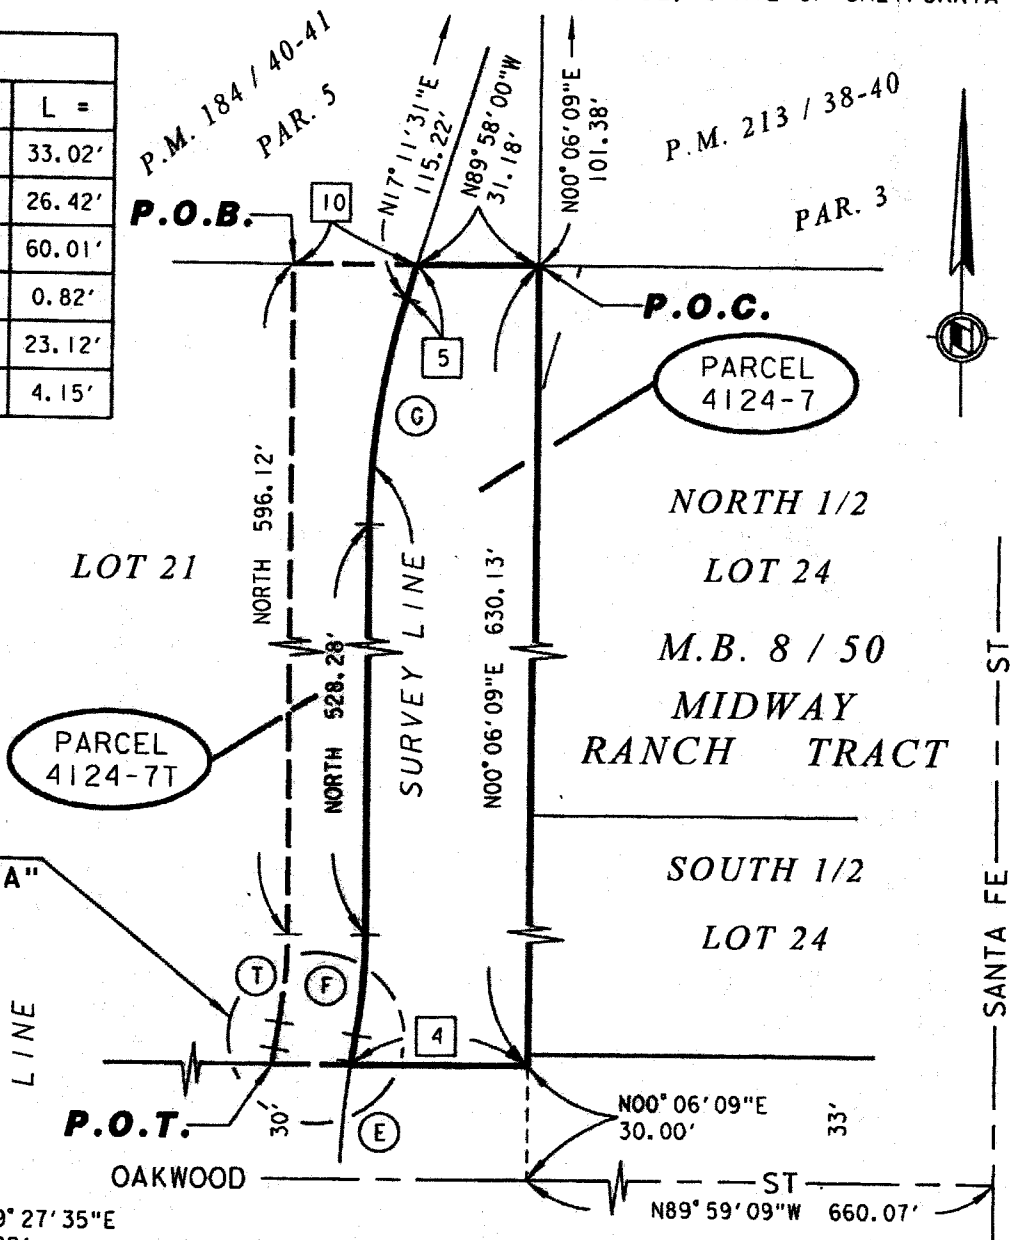 L =
33.02'
26.42'
60.01'
0.82'
23.12'
4.15'
P.M. 184 / 40-41
PAR. 5
N17°11'31"E
115.22'
N89°58'00"W
31.18'
N00°06'09"E
101.38'
P.M. 213 / 38-40
PAR. 3
P.O.B.
10
P.O.C.
5
PARCEL
4124-7
G
NORTH 596.12'
LOT 21
NORTH 528.28'
SURVEY LINE
N00°06'09"E 630.13'
NORTH 1/2
LOT 24
M.B. 8 / 50
MIDWAY
RANCH TRACT
PARCEL
4124-7T
SOUTH 1/2
LOT 24
SANTA FE ST
A"
T
F
4
LINE
P.O.T.
30'
E
N00°06'09"E
30.00'
33'
OAKWOOD ST
N89°59'09"W 660.07'
9°27'35"E